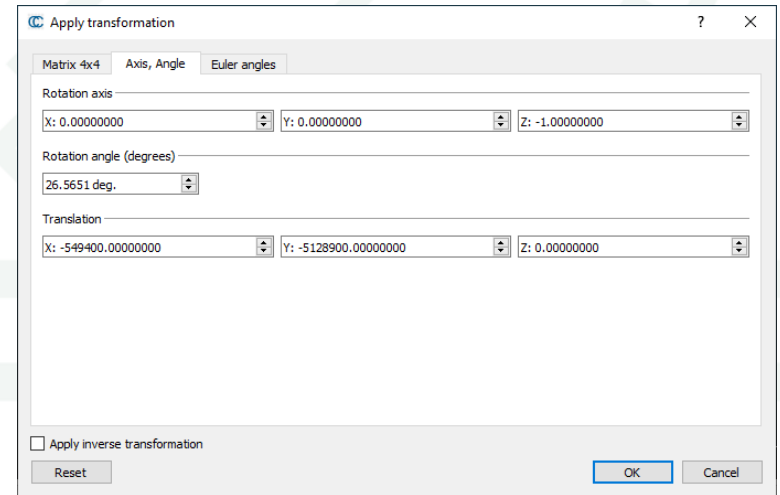 Apply transformation
Matrix 4x4 Axis, Angle Euler angles
Rotation axis
X: 0.00000000 Y: 0.00000000 Z: -1.00000000
Rotation angle (degrees)
26.5651 deg.
Translation
X: -549400.00000000 Y: -5128900.00000000 Z: 0.00000000
Apply inverse transformation
Reset OK Cancel